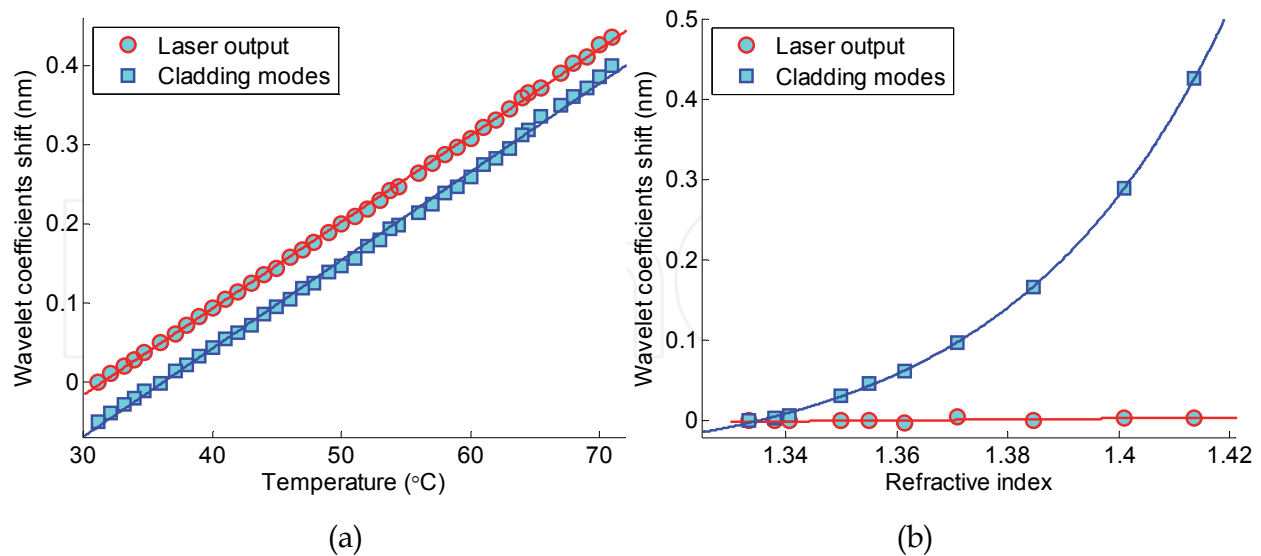 Laser output
Cladding modes
Wavelet coefficients shift (nm)
0.4
0.3
0.2
0.1
0
30
40
50
60
70
Temperature (°C)
(a)
Laser output
Cladding modes
Wavelet coefficients shift (nm)
0.5
0.4
0.3
0.2
0.1
0
1.34
1.36
1.38
1.4
1.42
Refractive index
(b)